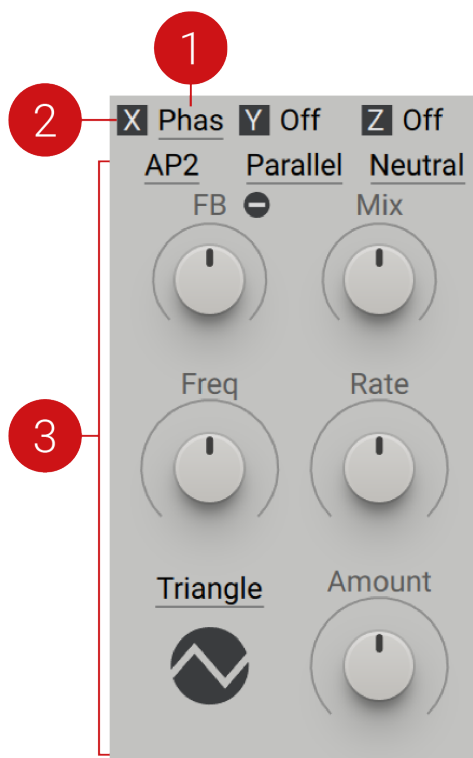 1
2 X Phas Y Off Z Off
AP2 Parallel Neutral
FB Mix
Freq Rate
3
Triangle Amount